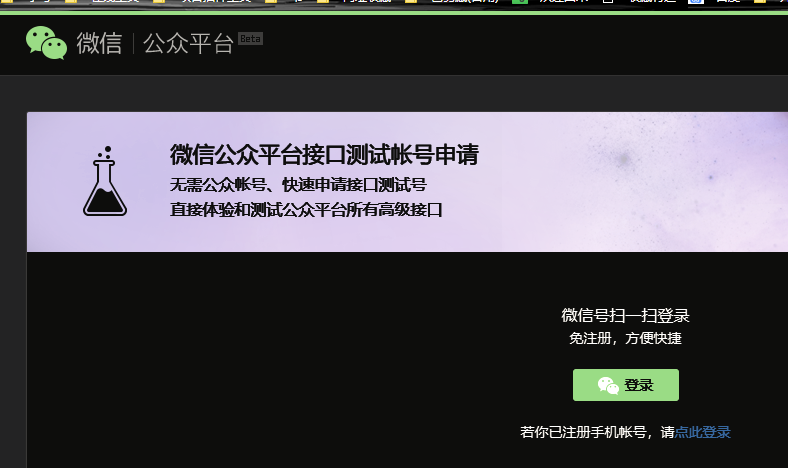 微信 | 公众平台 Beta
微信公众平台接口测试帐号申请
无需公众帐号、快速申请接口测试号
直接体验和测试公众平台所有高级接口
微信号扫一扫登录
免注册，方便快捷
登录
若你已注册手机帐号，请点此登录